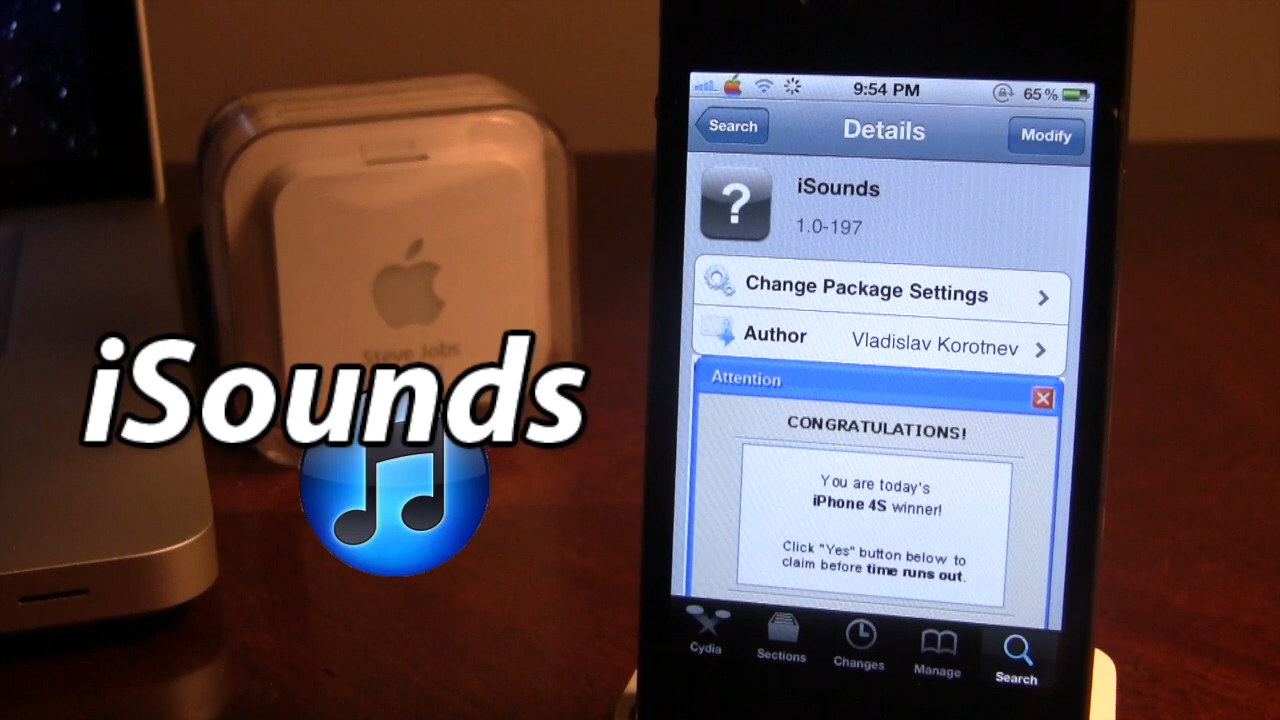 9:54 PM
65%
Search
Details
Modify
?
iSounds
1.0-197
Change Package Settings
Author Vladislav Korotnev
Attention
CONGRATULATIONS!
You are today's
iPhone 4S winner!
Click "Yes" button below to
claim before time runs out.
Cydia
Sections
Changes
Manage
Search
Steve Jobs
iSounds